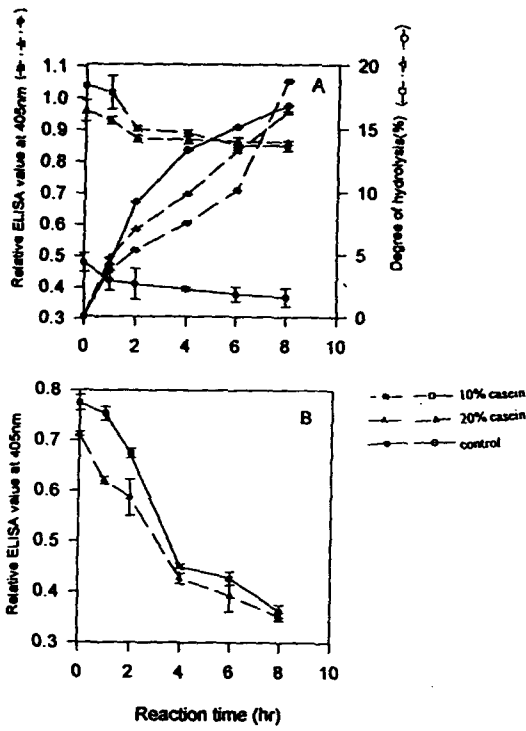 Relative ELISA value at 405nm
1.1
1.0
0.9
0.8
0.7
0.6
0.5
0.4
0.3
A
20
15
10
5
0
Degree of hydrolysis(%)
0 2 4 6 8 10
Relative ELISA value at 405nm
0.8
0.7
0.6
0.5
0.4
0.3
B
0 2 4 6 8 10
Reaction time (hr)
10% casein
20% casein
control